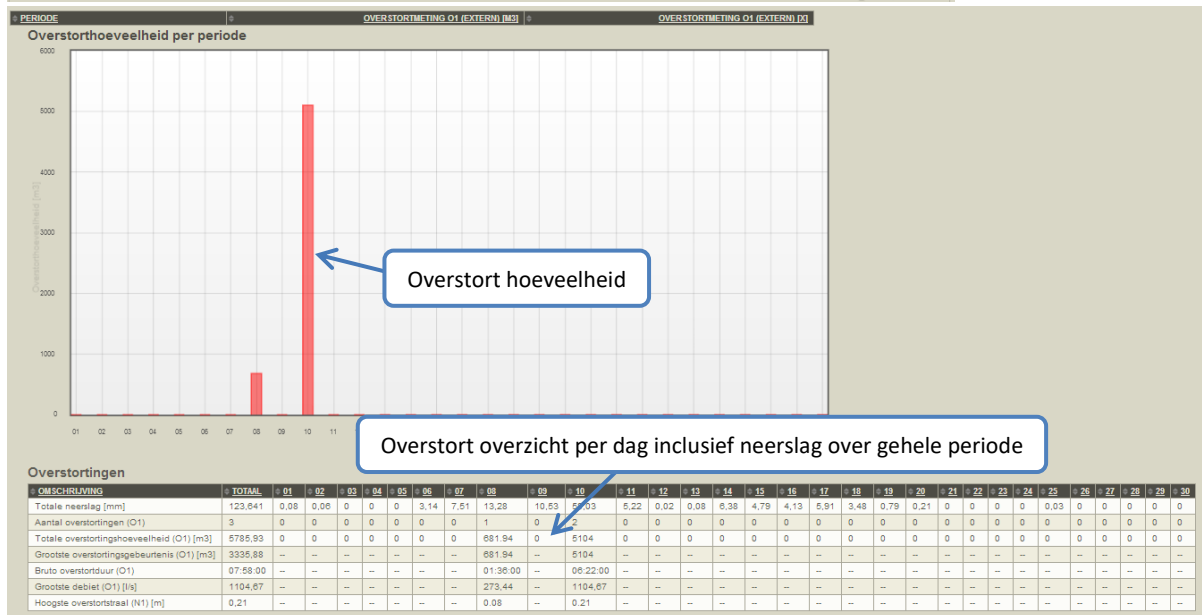 PERIODE OVERSTORTMETING O1 (EXTERN) [M3] OVERSTORTMETING O1 (EXTERN) [X]
Overstorthoeveelheid per periode
6000
5000
4000
3000
2000
1000
0
Overstorthoeveelheid [m3]
Overstort hoeveelheid
01 02 03 04 05 06 07 08 09 10 11
Overstort overzicht per dag inclusief neerslag over gehele periode
Overstortingen
OMSCHRIJVING TOTAAL 01 02 03 04 05 06 07 08 09 10 11 12 13 14 15 16 17 18 19 20 21 22 23 24 25 26 27 28 29 30
Totale neerslag [mm] 123,641 0,08 0,06 0 0 0 3,14 7,51 13,28 10,53 03 5,22 0,02 0,08 6,38 4,79 4,13 5,91 3,48 0,79 0,21 0 0 0 0 0,03 0 0 0 0 0
Aantal overstortingen (O1) 3 0 0 0 0 0 0 0 1 0 2 0 0 0 0 0 0 0 0 0 0 0 0 0 0 0 0 0 0 0 0
Totale overstortingshoeveelheid (O1) [m3] 5785,93 0 0 0 0 0 0 0 681.94 0 5104 0 0 0 0 0 0 0 0 0 0 0 0 0 0 0 0 0 0 0 0
Grootste overstortingsgebeurtenis (O1) [m3] 3335,88 -- -- -- -- -- -- -- 681.94 -- 5104 -- -- -- -- -- -- -- -- -- -- -- -- -- -- -- -- -- -- -- --
Bruto overstortduur (O1) 07:58:00 -- -- -- -- -- -- -- 01:36:00 -- 06:22:00 -- -- -- -- -- -- -- -- -- -- -- -- -- -- -- -- -- -- -- --
Grootste debiet (O1) [l/s] 1104,67 -- -- -- -- -- -- -- 273,44 -- 1104,67 -- -- -- -- -- -- -- -- -- -- -- -- -- -- -- -- -- -- -- --
Hoogste overstortstraal (N1) [m] 0,21 -- -- -- -- -- -- -- 0.08 -- 0.21 -- -- -- -- -- -- -- -- -- -- -- -- -- -- -- -- -- -- -- --